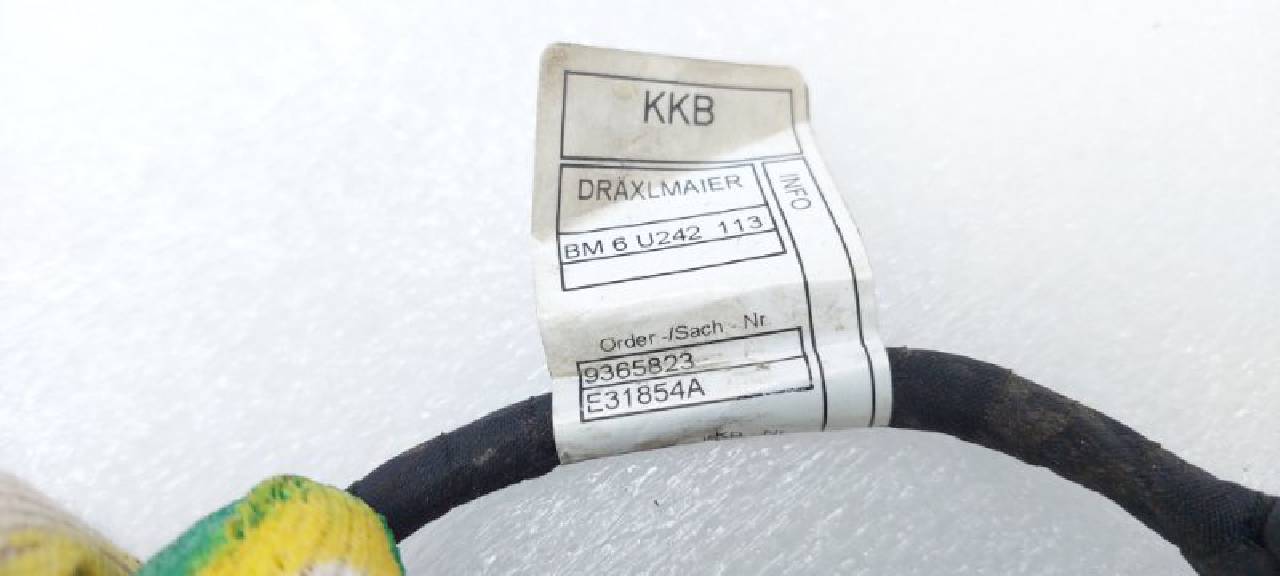 KKB
DRÄXLMAIER
INFO
BM 6 U242 113
Order -/Sach - Nr
9365823
E31854A